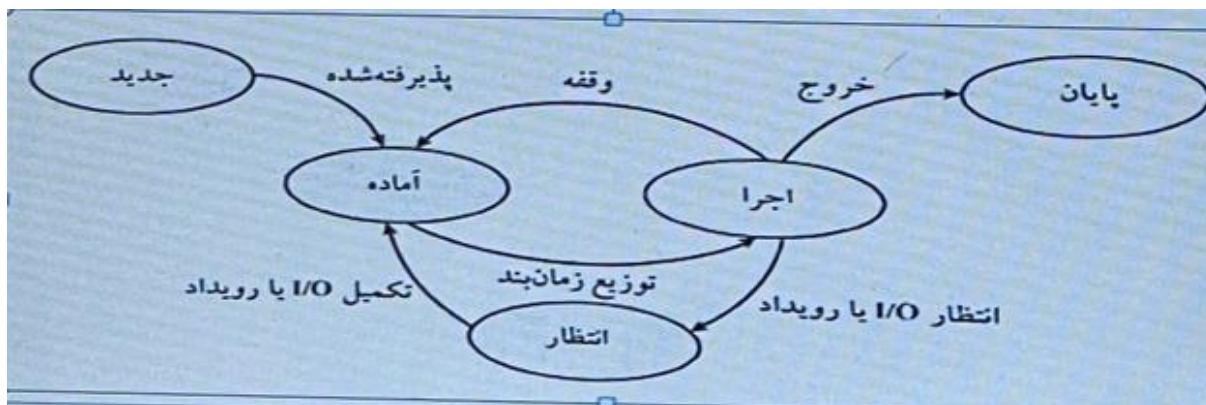 جدید
پذیرفته‌شده
وقفه
خروج
پایان
آماده
اجرا
توزیع زمان‌بند
تکمیل I/O یا رویداد
انتظار I/O یا رویداد
انتظار